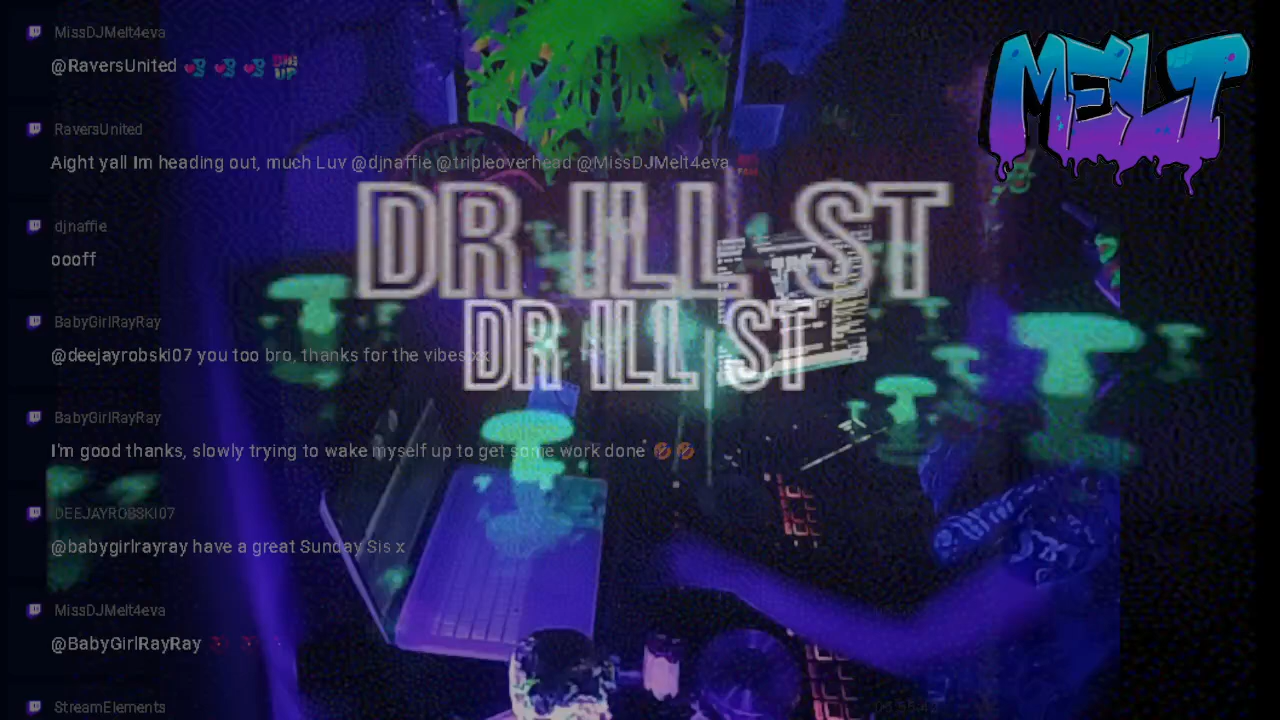 MissDJMelt4eva
@RaversUnited
MELT
RaversUnited
Aight yall Im heading out, much Luv @djnaffie @tripleoverhead @MissDJMelt4eva
DR ILL ST
djnaffie
oooff
DR ILL ST
BabyGirlRayRay
@deejayrobski07 you too bro, thanks for the vibes xx
BabyGirlRayRay
I'm good thanks, slowly trying to wake myself up to get some work done
DEEJAYROBSKI07
@babygirlrayray have a great Sunday Sis x
MissDJMelt4eva
@BabyGirlRayRay
StreamElements